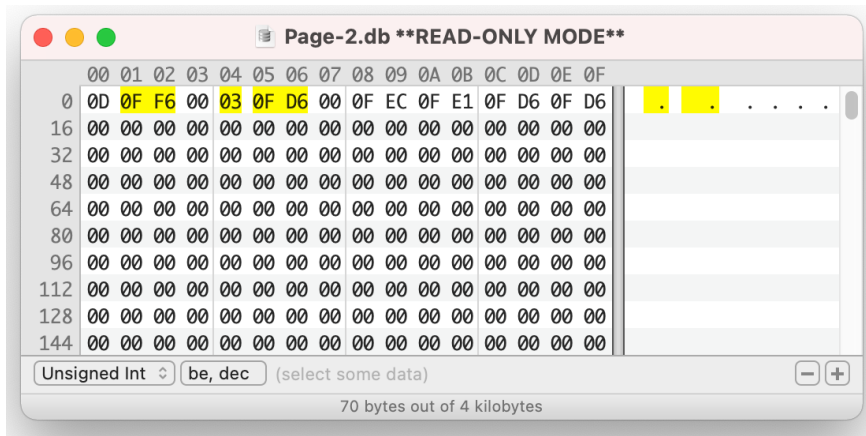 Page-2.db **READ-ONLY MODE**
00 01 02 03 04 05 06 07 08 09 0A 0B 0C 0D 0E 0F
0 0D 0F F6 00 03 0F D6 00 0F EC 0F E1 0F D6 0F D6 . . . . . .
16 00 00 00 00 00 00 00 00 00 00 00 00 00 00 00 00
32 00 00 00 00 00 00 00 00 00 00 00 00 00 00 00 00
48 00 00 00 00 00 00 00 00 00 00 00 00 00 00 00 00
64 00 00 00 00 00 00 00 00 00 00 00 00 00 00 00 00
80 00 00 00 00 00 00 00 00 00 00 00 00 00 00 00 00
96 00 00 00 00 00 00 00 00 00 00 00 00 00 00 00 00
112 00 00 00 00 00 00 00 00 00 00 00 00 00 00 00 00
128 00 00 00 00 00 00 00 00 00 00 00 00 00 00 00 00
144 00 00 00 00 00 00 00 00 00 00 00 00 00 00 00 00
Unsigned Int be, dec (select some data)
70 bytes out of 4 kilobytes